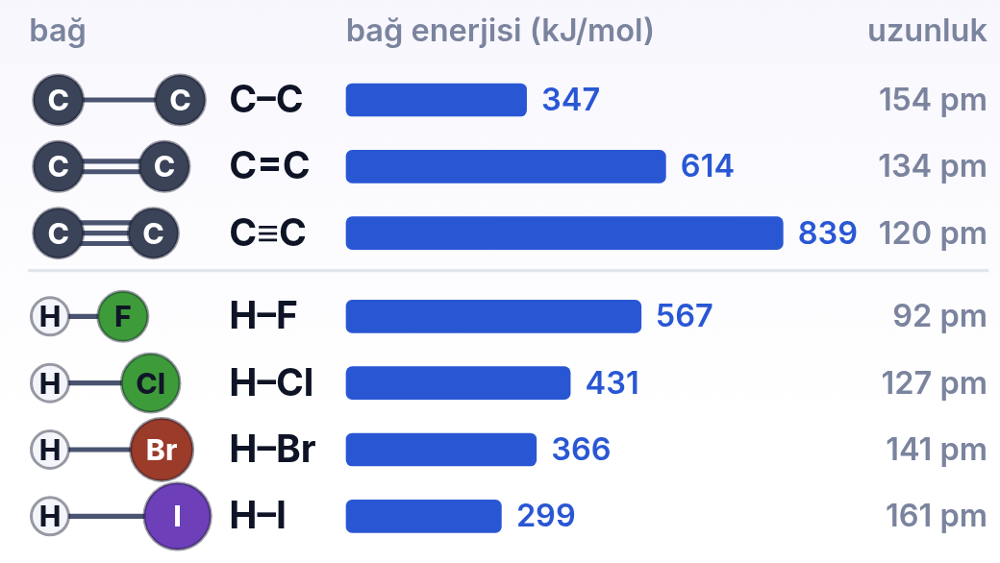 bağ bağ enerjisi (kJ/mol) uzunluk
C C C–C 347 154 pm
C C C=C 614 134 pm
C C C≡C 839 120 pm
H F H–F 567 92 pm
H Cl H–Cl 431 127 pm
H Br H–Br 366 141 pm
H I H–I 299 161 pm